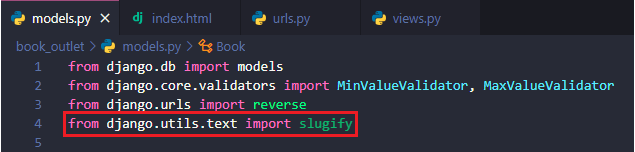 models.py × dj index.html urls.py views.py
book_outlet > models.py > Book
1 from django.db import models
2 from django.core.validators import MinValueValidator, MaxValueValidator
3 from django.urls import reverse
4 from django.utils.text import slugify
5